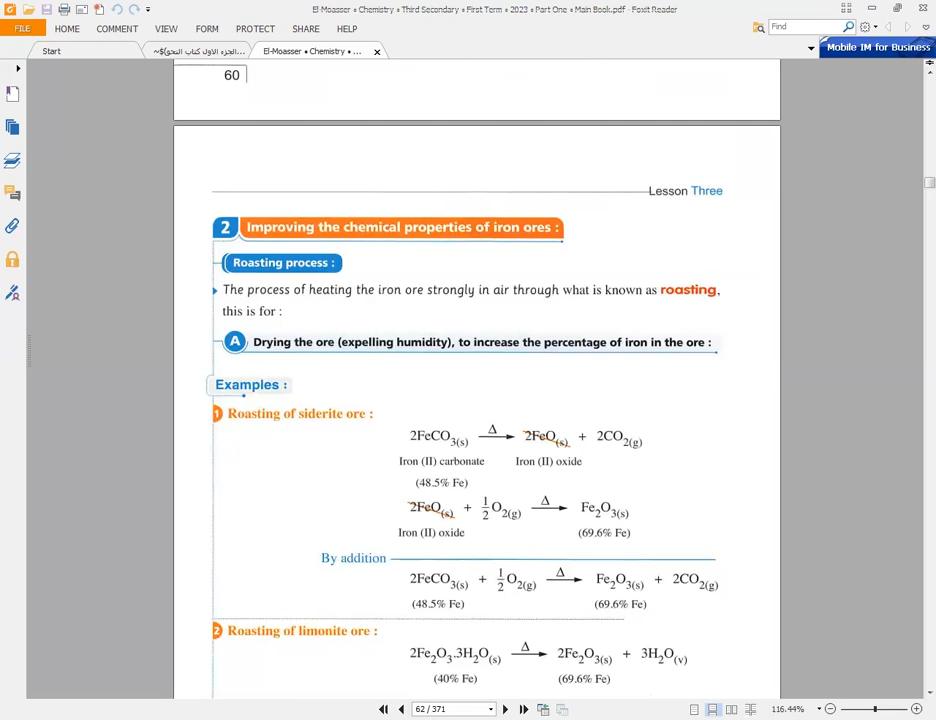 El-Moasser • Chemistry • Third Secondary • First Term • 2023 • Part One • Main Book.pdf - Foxit Reader
FILE HOME COMMENT VIEW FORM PROTECT SHARE HELP
Find
Start
الجزء الاول كتاب النحو)$~...
El-Moasser • Chemistry • ...
Mobile IM for Business
60
Lesson Three
2 Improving the chemical properties of iron ores :
Roasting process :
The process of heating the iron ore strongly in air through what is known as roasting,
this is for :
A Drying the ore (expelling humidity), to increase the percentage of iron in the ore :
Examples :
1 Roasting of siderite ore :
2FeCO₃₍s₎ —Δ→ 2FeO₍s₎ + 2CO₂(g)
Iron (II) carbonate Iron (II) oxide
(48.5% Fe)
2FeO₍s₎ + ½O₂(g) —Δ→ Fe₂O₃₍s₎
Iron (II) oxide (69.6% Fe)
By addition
2FeCO₃₍s₎ + ½O₂(g) —Δ→ Fe₂O₃₍s₎ + 2CO₂(g)
(48.5% Fe) (69.6% Fe)
2 Roasting of limonite ore :
2Fe₂O₃.3H₂O₍s₎ —Δ→ 2Fe₂O₃₍s₎ + 3H₂O(v)
(40% Fe) (69.6% Fe)
62 / 371
116.44%